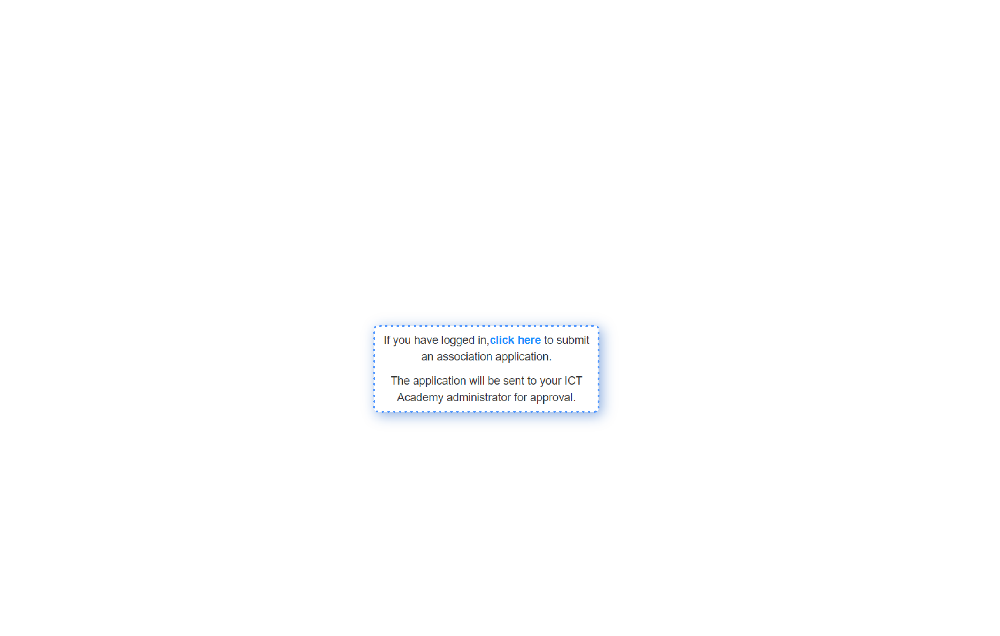 If you have logged in,click here to submit
an association application.
The application will be sent to your ICT
Academy administrator for approval.